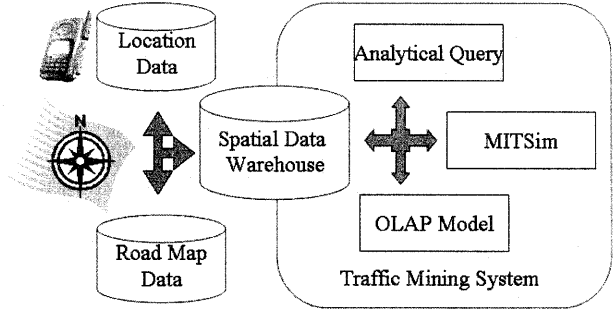 Location
Data
Analytical Query
N
Spatial Data
Warehouse
MITSim
OLAP Model
Road Map
Data
Traffic Mining System